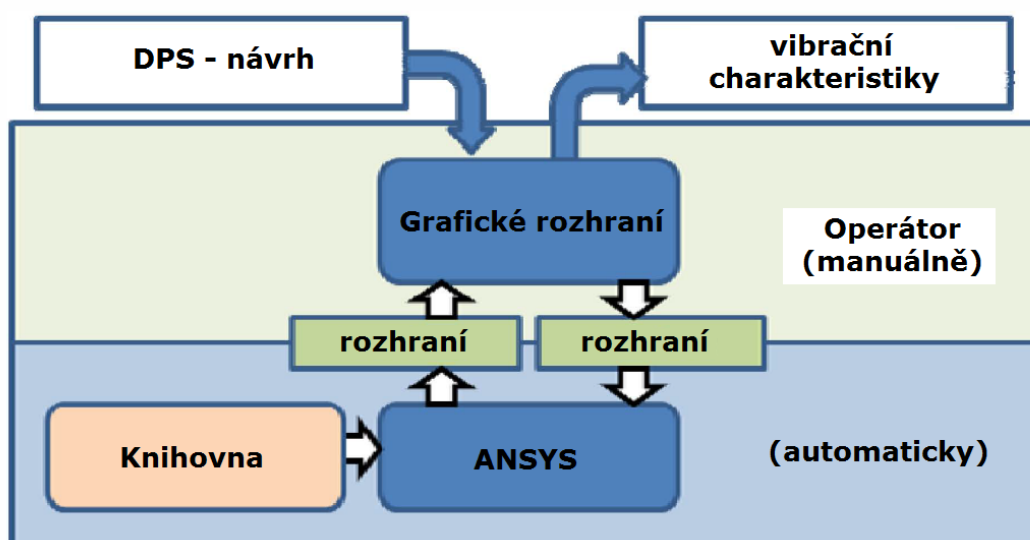 DPS - návrh
vibrační
charakteristiky
Grafické rozhraní
Operátor
(manuálně)
rozhraní
rozhraní
Knihovna
ANSYS
(automaticky)